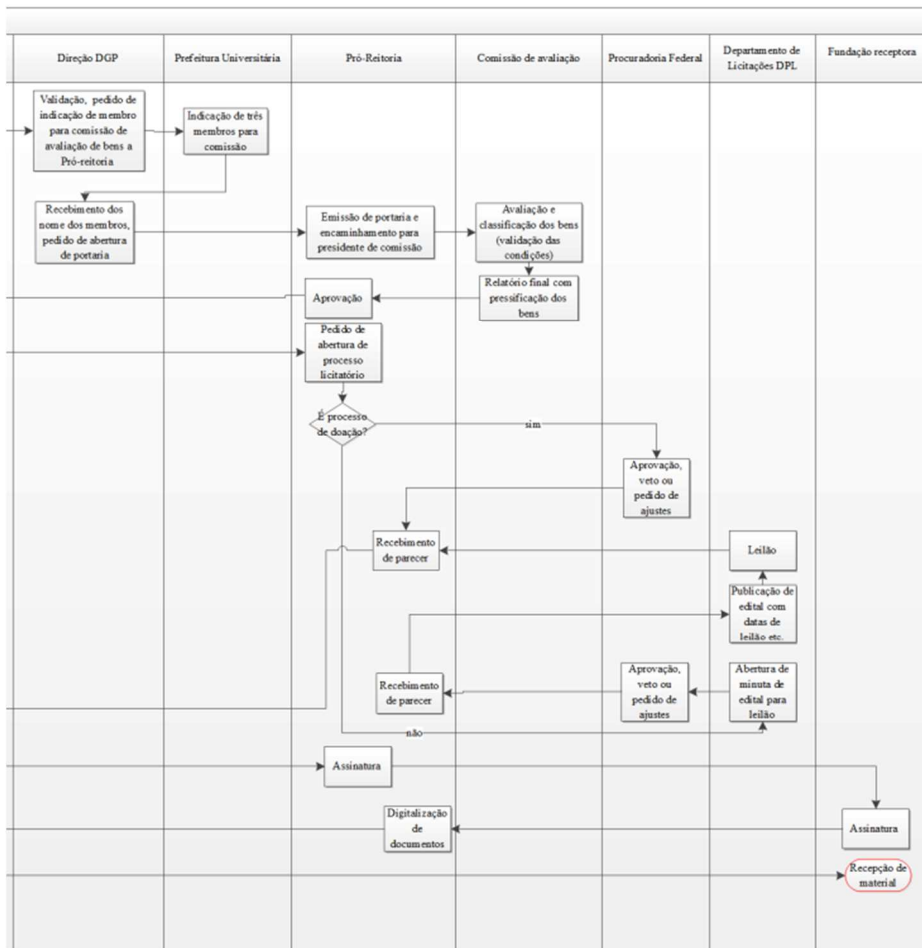 Direção DGP
Prefeitura Universitária
Pró-Reitoria
Comissão de avaliação
Procuradoria Federal
Departamento de
Licitações DPL
Fundação receptora
Validação, pedido de
indicação de membro
para comissão de
avaliação de bens a
Pró-reitoria
Indicação de três
membros para
comissão
Recebimento dos
nome dos membros,
pedido de abertura
de portaria
Emissão de portaria e
encaminhamento para
presidente de comissão
Avaliação e
classificação dos bens
(validação das
condições)
Relatório final com
pressificação dos
bens
Aprovação
Pedido de
abertura de
processo
licitatório
É processo
de doação?
sim
Aprovação,
veto ou
pedido de
ajustes
Recebimento
de parecer
Leilão
Publicação de
edital com
datas de
leilão etc.
Recebimento
de parecer
Aprovação,
veto ou
pedido de
ajustes
Abertura de
minuta de
edital para
leilão
não
Assinatura
Digitalização
de
documentos
Assinatura
Recepção de
material